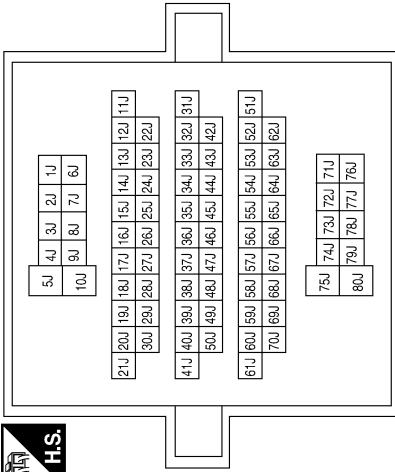 H.S.
5J 4J 3J 2J 1J
10J 9J 8J 7J 6J
21J 20J 19J 18J 17J 16J 15J 14J 13J 12J 11J
30J 29J 28J 27J 26J 25J 24J 23J 22J
41J 40J 39J 38J 37J 36J 35J 34J 33J 32J 31J
50J 49J 48J 47J 46J 45J 44J 43J 42J
61J 60J 59J 58J 57J 56J 55J 54J 53J 52J 51J
70J 69J 68J 67J 66J 65J 64J 63J 62J
75J 74J 73J 72J 71J
80J 79J 78J 77J 76J